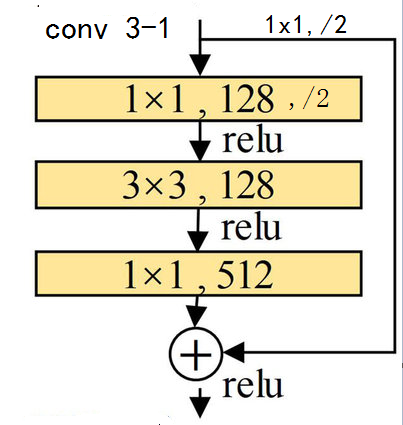 conv 3-1 1x1,/2
1×1 , 128 ,/2
relu
3×3 , 128
relu
1×1 , 512
+
relu